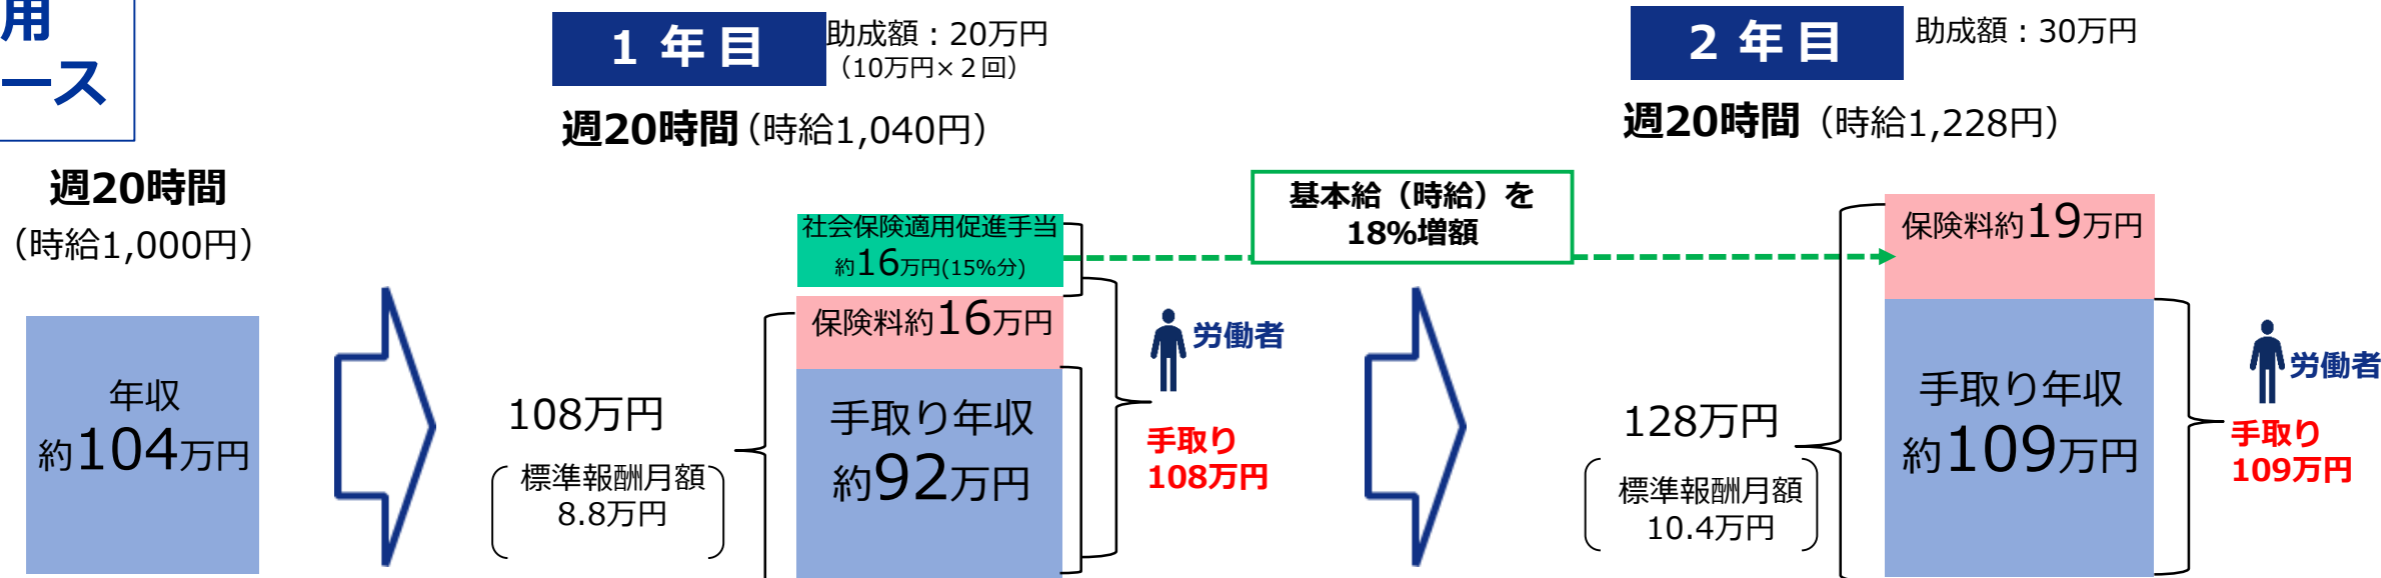 用
ース
週20時間
（時給1,000円）
年収
約104万円
１年目
助成額：20万円
（10万円×２回）
週20時間（時給1,040円）
社会保険適用促進手当
約16万円(15%分)
保険料約16万円
手取り年収
約92万円
108万円
標準報酬月額
8.8万円
労働者
手取り
108万円
基本給（時給）を
18%増額
２年目
助成額：30万円
週20時間（時給1,228円）
保険料約19万円
手取り年収
約109万円
128万円
標準報酬月額
10.4万円
労働者
手取り
109万円